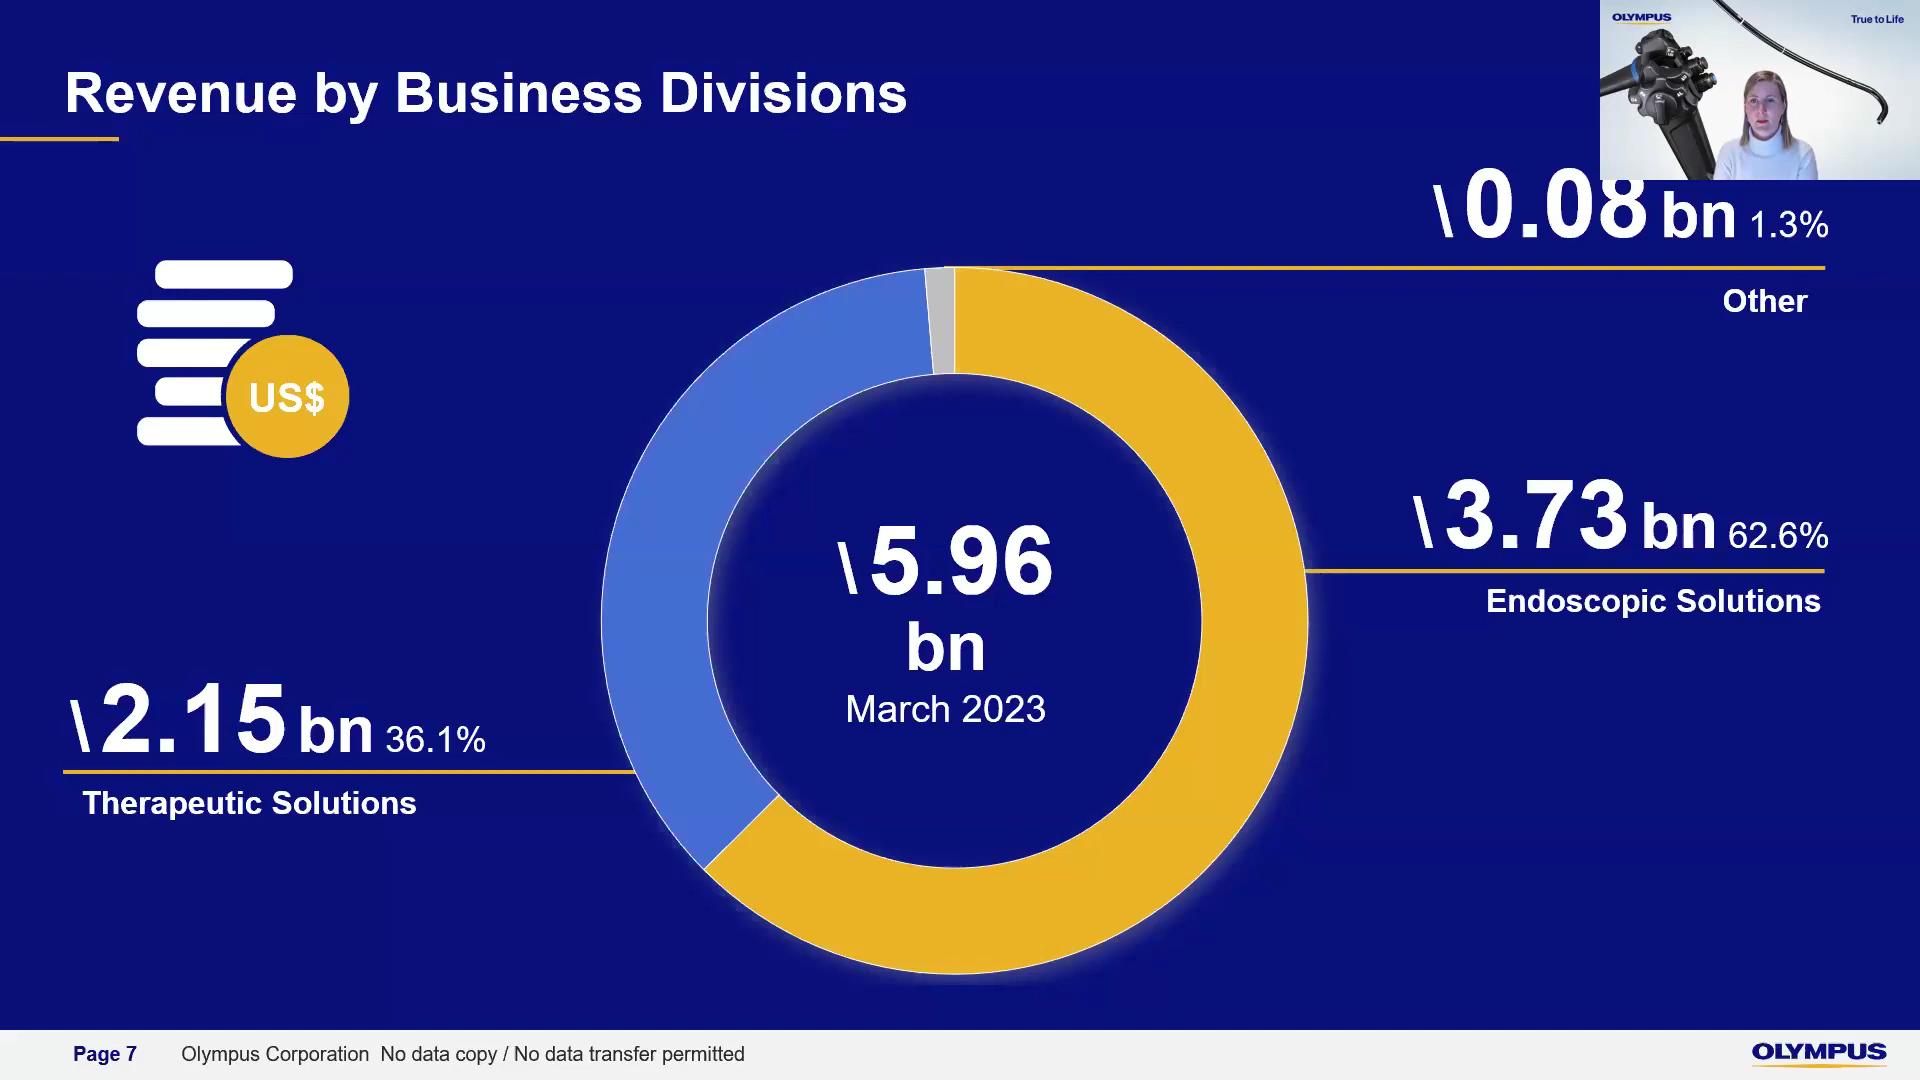 OLYMPUS
True to Life
Revenue by Business Divisions
\0.08 bn 1.3%
Other
US$
\3.73 bn 62.6%
Endoscopic Solutions
\5.96
bn
March 2023
\2.15 bn 36.1%
Therapeutic Solutions
Page 7
Olympus Corporation  No data copy / No data transfer permitted
OLYMPUS